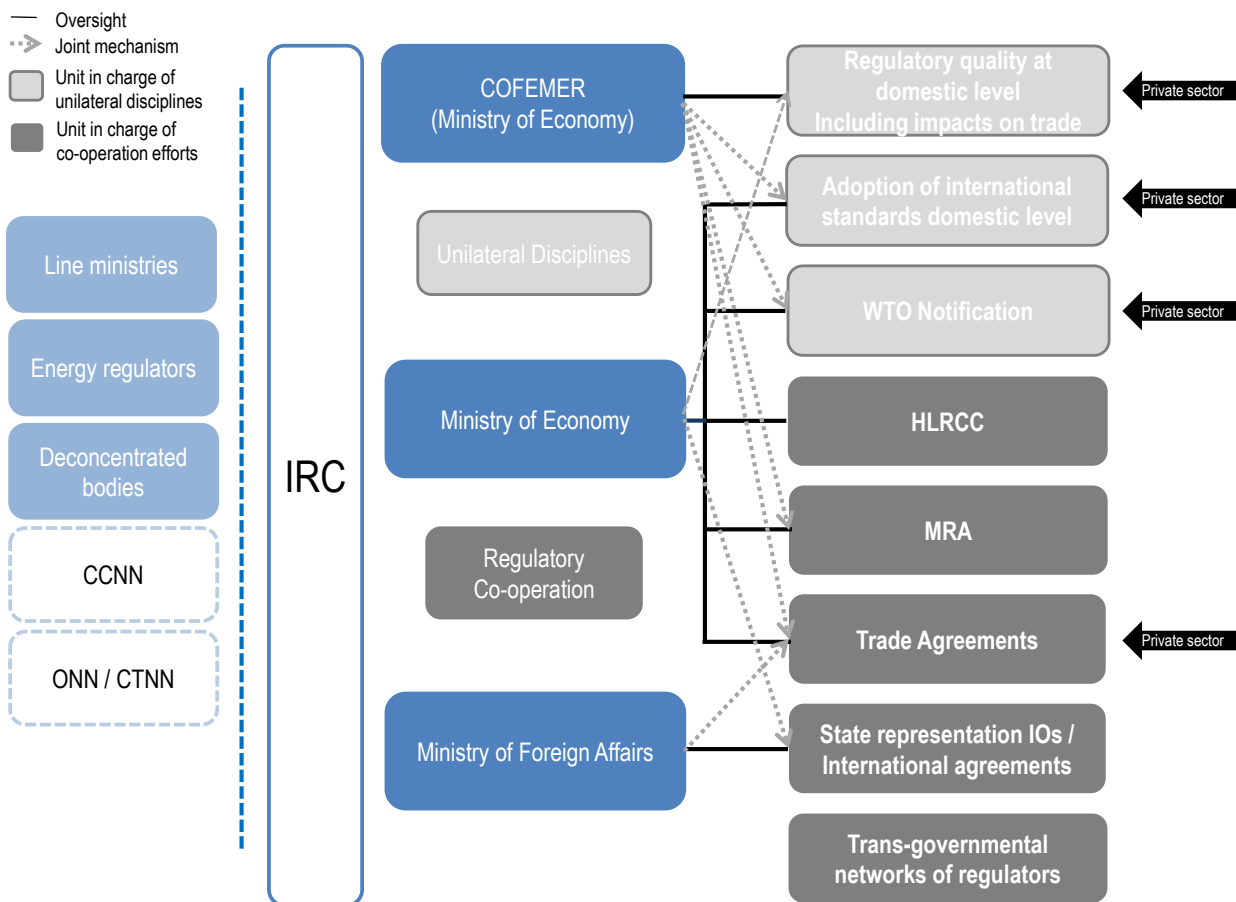 Oversight
Joint mechanism
Unit in charge of
unilateral disciplines
Unit in charge of
co-operation efforts
Line ministries
Energy regulators
Deconcentrated
bodies
CCNN
ONN / CTNN
IRC
COFEMER
(Ministry of Economy)
Unilateral Disciplines
Ministry of Economy
Regulatory
Co-operation
Ministry of Foreign Affairs
Regulatory quality at
domestic level
Including impacts on trade
Adoption of international
standards domestic level
WTO Notification
HLRCC
MRA
Trade Agreements
State representation IOs /
International agreements
Trans-governmental
networks of regulators
Private sector
Private sector
Private sector
Private sector